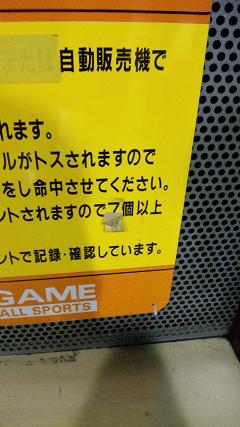 または自動販売機で
れます。
ルがトスされますので
をし命中させてください。
ントされますので7個以上
ントで記録・確認しています。
GAME
ALL SPORTS